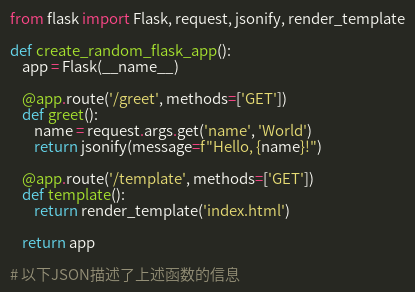 from flask import Flask, request, jsonify, render_template

def create_random_flask_app():
    app = Flask(__name__)

    @app.route('/greet', methods=['GET'])
    def greet():
        name = request.args.get('name', 'World')
        return jsonify(message=f"Hello, {name}!")

    @app.route('/template', methods=['GET'])
    def template():
        return render_template('index.html')

    return app

# 以下JSON描述了上述函数的信息